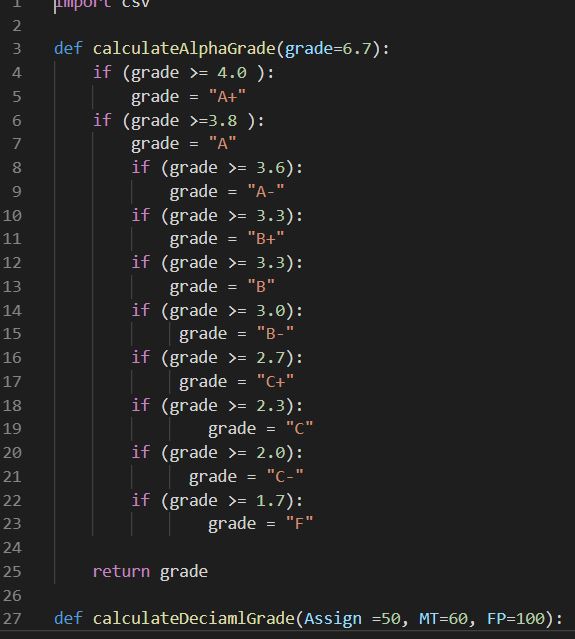 1 import csv
2
3 def calculateAlphaGrade(grade=6.7):
4 if (grade >= 4.0 ):
5 grade = "A+"
6 if (grade >=3.8 ):
7 grade = "A"
8 if (grade >= 3.6):
9 grade = "A-"
10 if (grade >= 3.3):
11 grade = "B+"
12 if (grade >= 3.3):
13 grade = "B"
14 if (grade >= 3.0):
15 grade = "B-"
16 if (grade >= 2.7):
17 grade = "C+"
18 if (grade >= 2.3):
19 grade = "C"
20 if (grade >= 2.0):
21 grade = "C-"
22 if (grade >= 1.7):
23 grade = "F"
24
25 return grade
26
27 def calculateDeciamlGrade(Assign =50, MT=60, FP=100):